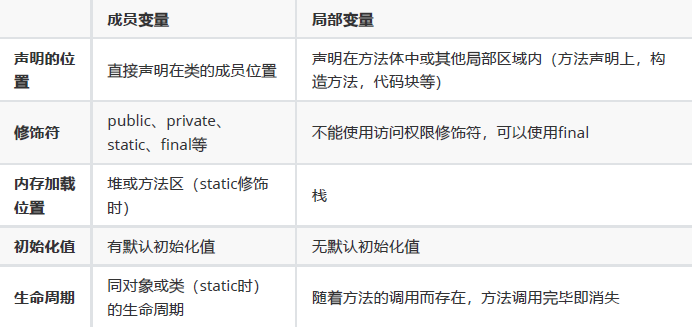 成员变量 局部变量
声明的位 直接声明在类的成员位置 声明在方法体中或其他局部区域内（方法声明上，构
置 造方法，代码块等）
修饰符 public、private、 不能使用访问权限修饰符，可以使用final
static、final等
内存加载 堆或方法区（static修饰 栈
位置 时）
初始化值 有默认初始化值 无默认初始化值
生命周期 同对象或类（static时） 随着方法的调用而存在，方法调用完毕即消失
的生命周期